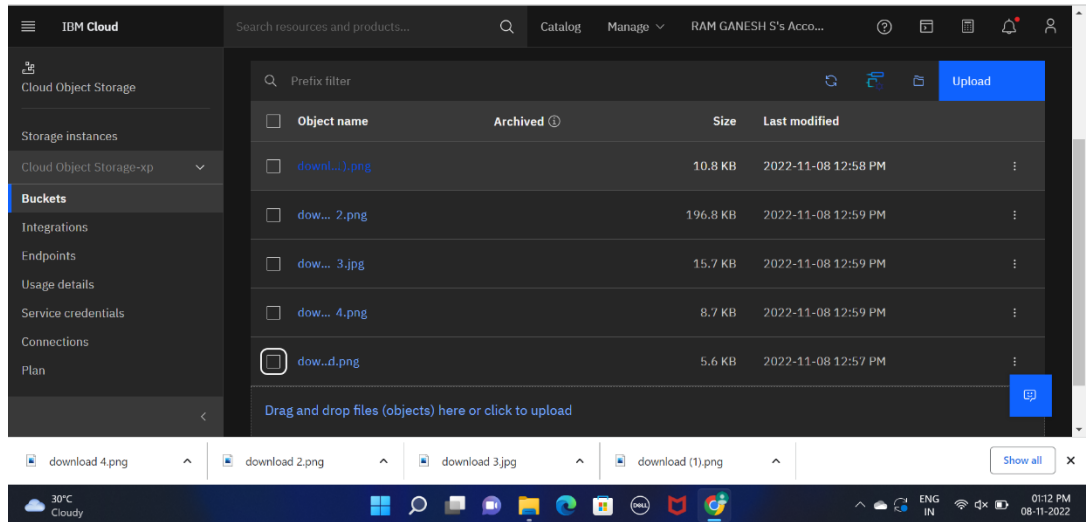 IBM Cloud
Search resources and products...
Catalog
Manage
RAM GANESH S's Acco...
Cloud Object Storage
Storage instances
Cloud Object Storage-xp
Buckets
Integrations
Endpoints
Usage details
Service credentials
Connections
Plan
Prefix filter
Upload
Object name Archived Size Last modified
downl...).png 10.8 KB 2022-11-08 12:58 PM
dow... 2.png 196.8 KB 2022-11-08 12:59 PM
dow... 3.jpg 15.7 KB 2022-11-08 12:59 PM
dow... 4.png 8.7 KB 2022-11-08 12:59 PM
dow..d.png 5.6 KB 2022-11-08 12:57 PM
Drag and drop files (objects) here or click to upload
download 4.png
download 2.png
download 3.jpg
download (1).png
Show all
30°C
Cloudy
DELL
ENG
IN
01:12 PM
08-11-2022